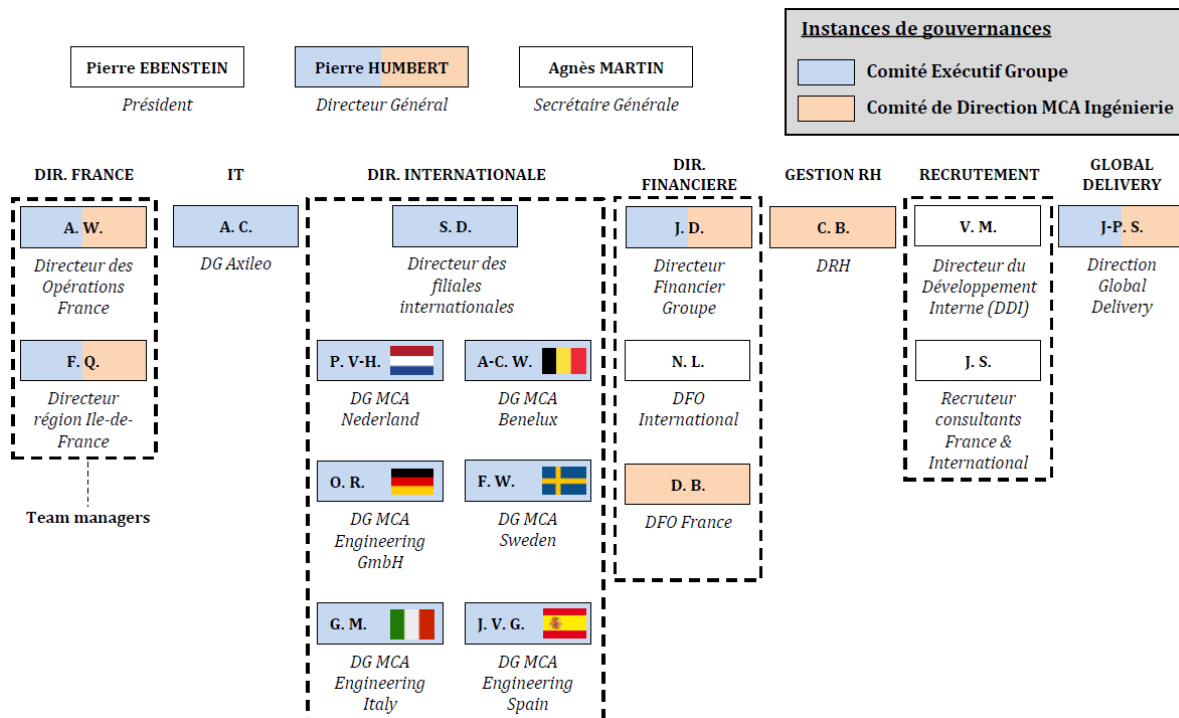 Instances de gouvernances
Comité Exécutif Groupe
Comité de Direction MCA Ingénierie
Pierre EBENSTEIN
Président
Pierre HUMBERT
Directeur Général
Agnès MARTIN
Secrétaire Générale
DIR. FRANCE
A. W.
Directeur des
Opérations
France
F. Q.
Directeur
région Ile-de-
France
Team managers
IT
A. C.
DG Axileo
DIR. INTERNATIONALE
S. D.
Directeur des
filiales
internationales
P. V-H.
DG MCA
Nederland
A-C. W.
DG MCA
Benelux
O. R.
DG MCA
Engineering
GmbH
F. W.
DG MCA
Sweden
G. M.
DG MCA
Engineering
Italy
J. V. G.
DG MCA
Engineering
Spain
DIR.
FINANCIERE
J. D.
Directeur
Financier
Groupe
N. L.
DFO
International
D. B.
DFO France
GESTION RH
C. B.
DRH
RECRUTEMENT
V. M.
Directeur du
Développement
Interne (DDI)
J. S.
Recruteur
consultants
France &
International
GLOBAL
DELIVERY
J-P. S.
Direction
Global
Delivery